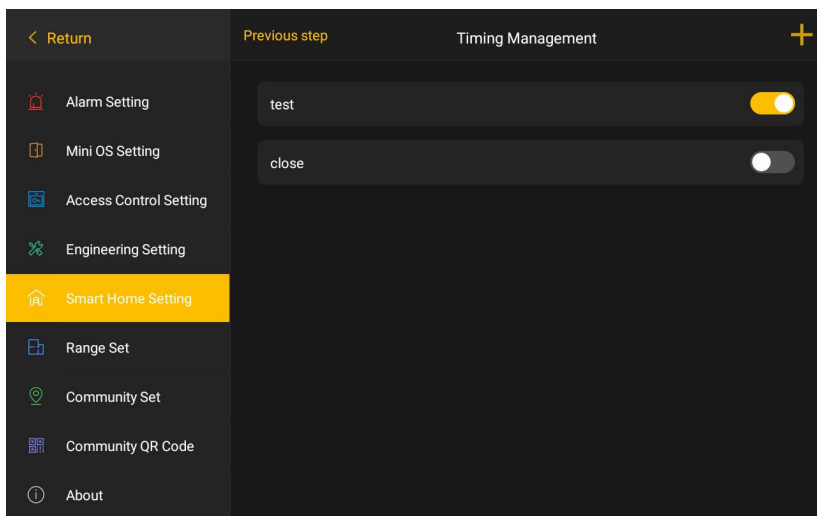 Return
Previous step
Timing Management
Alarm Setting
Mini OS Setting
Access Control Setting
Engineering Setting
Smart Home Setting
Range Set
Community Set
Community QR Code
About
test
close